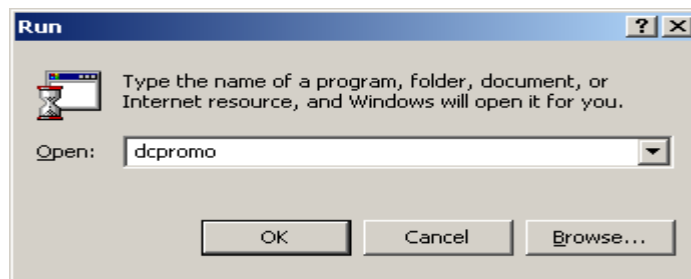 Run
Type the name of a program, folder, document, or
Internet resource, and Windows will open it for you.
Open: dcpromo
OK Cancel Browse...